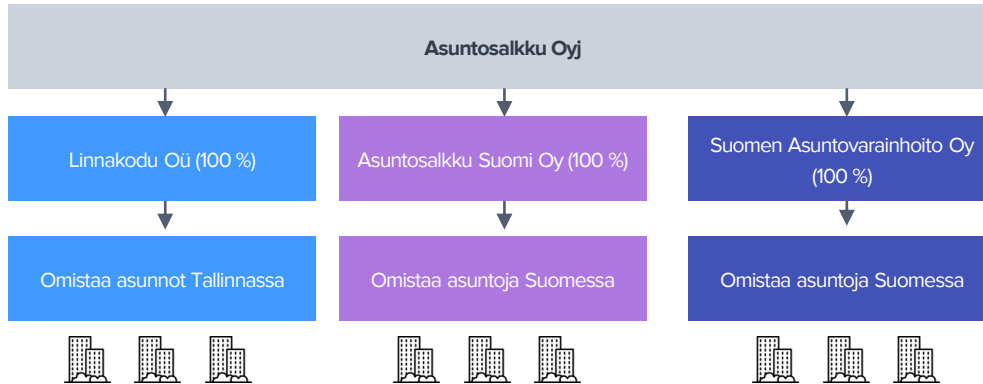 Asuntosalkku Oyj
Linnakodu Oü (100 %)
Asuntosalkku Suomi Oy (100 %)
Suomen Asuntovarainhoito Oy
(100 %)
Omistaa asunnot Tallinnassa
Omistaa asuntoja Suomessa
Omistaa asuntoja Suomessa